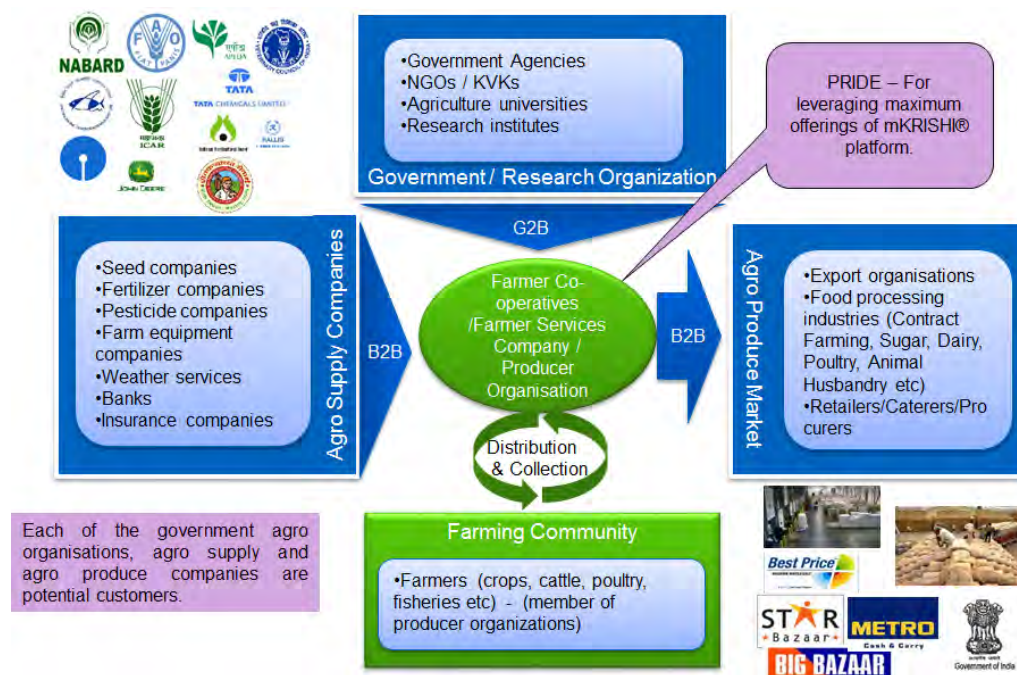 NABARD
F A O
FIAT PANIS
APEDA
ICAR
TATA
TATA CHEMICALS LIMITED
RALLIS
JOHN DEERE
•Government Agencies
•NGOs / KVKs
•Agriculture universities
•Research institutes
Government / Research Organization
PRIDE – For
leveraging maximum
offerings of mKRISHI®
platform.
G2B
•Seed companies
•Fertilizer companies
•Pesticide companies
•Farm equipment
companies
•Weather services
•Banks
•Insurance companies
Agro Supply Companies
B2B
Farmer Co-
operatives
/Farmer Services
Company /
Producer
Organisation
B2B
Agro Produce Market
•Export organisations
•Food processing
industries (Contract
Farming, Sugar, Dairy,
Poultry, Animal
Husbandry etc)
•Retailers/Caterers/Pro
curers
Distribution
& Collection
Farming Community
•Farmers (crops, cattle, poultry,
fisheries etc) - (member of
producer organizations)
Each of the government agro
organisations, agro supply and
agro produce companies are
potential customers.
Best Price
STAR
Bazaar
METRO
Cash & Carry
BIG BAZAAR
Government of India